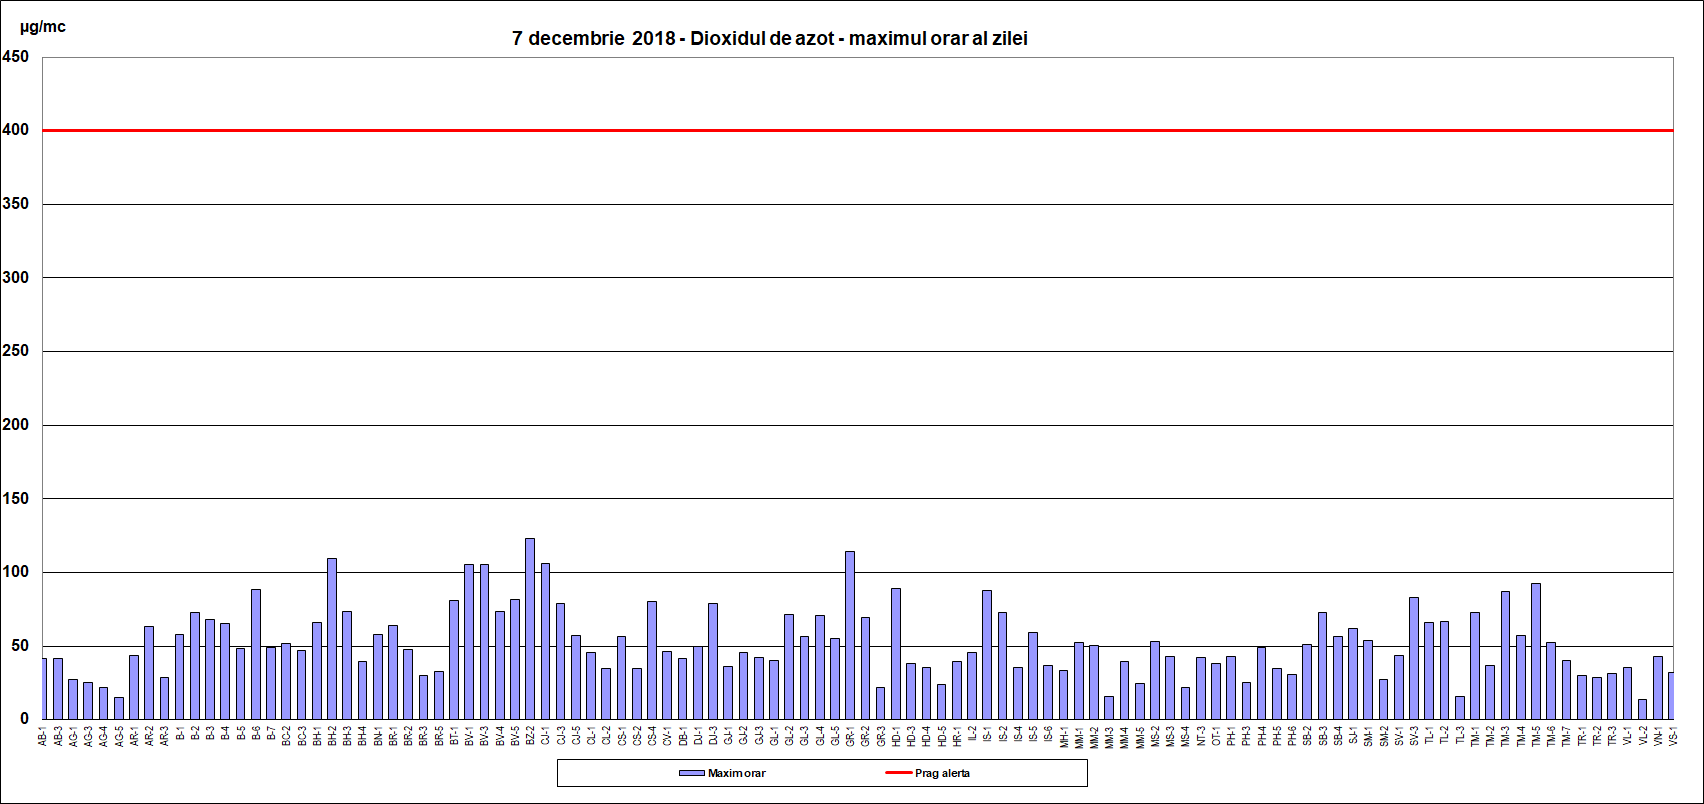 µg/mc
7 decembrie 2018 - Dioxidul de azot - maximul orar al zilei
450
400
350
300
250
200
150
100
50
0
AB-1 AB-3 AG-1 AG-3 AG-4 AG-5 AR-1 AR-2 AR-3 B-1 B-2 B-3 B-4 B-5 B-6 B-7 BC-2 BC-3 BH-1 BH-2 BH-3 BH-4 BN-1 BR-1 BR-2 BR-3 BR-5 BT-1 BV-1 BV-3 BV-4 BV-5 BZ-2 CJ-1 CJ-3 CJ-5 CL-1 CL-2 CS-1 CS-2 CS-4 CV-1 DB-1 DJ-1 DJ-3 GJ-1 GJ-2 GJ-3 GL-1 GL-2 GL-3 GL-4 GL-5 GR-1 GR-2 GR-3 HD-1 HD-3 HD-4 HD-5 HR-1 IL-2 IS-1 IS-2 IS-4 IS-5 IS-6 MH-1 MM-1 MM-2 MM-3 MM-4 MM-5 MS-2 MS-3 MS-4 NT-3 OT-1 PH-1 PH-3 PH-4 PH-5 PH-6 SB-2 SB-3 SB-4 SJ-1 SM-1 SM-2 SV-1 SV-3 TL-1 TL-2 TL-3 TM-1 TM-2 TM-3 TM-4 TM-5 TM-6 TM-7 TR-1 TR-2 TR-3 VL-1 VL-2 VN-1 VS-1
Maxim orar Prag alerta